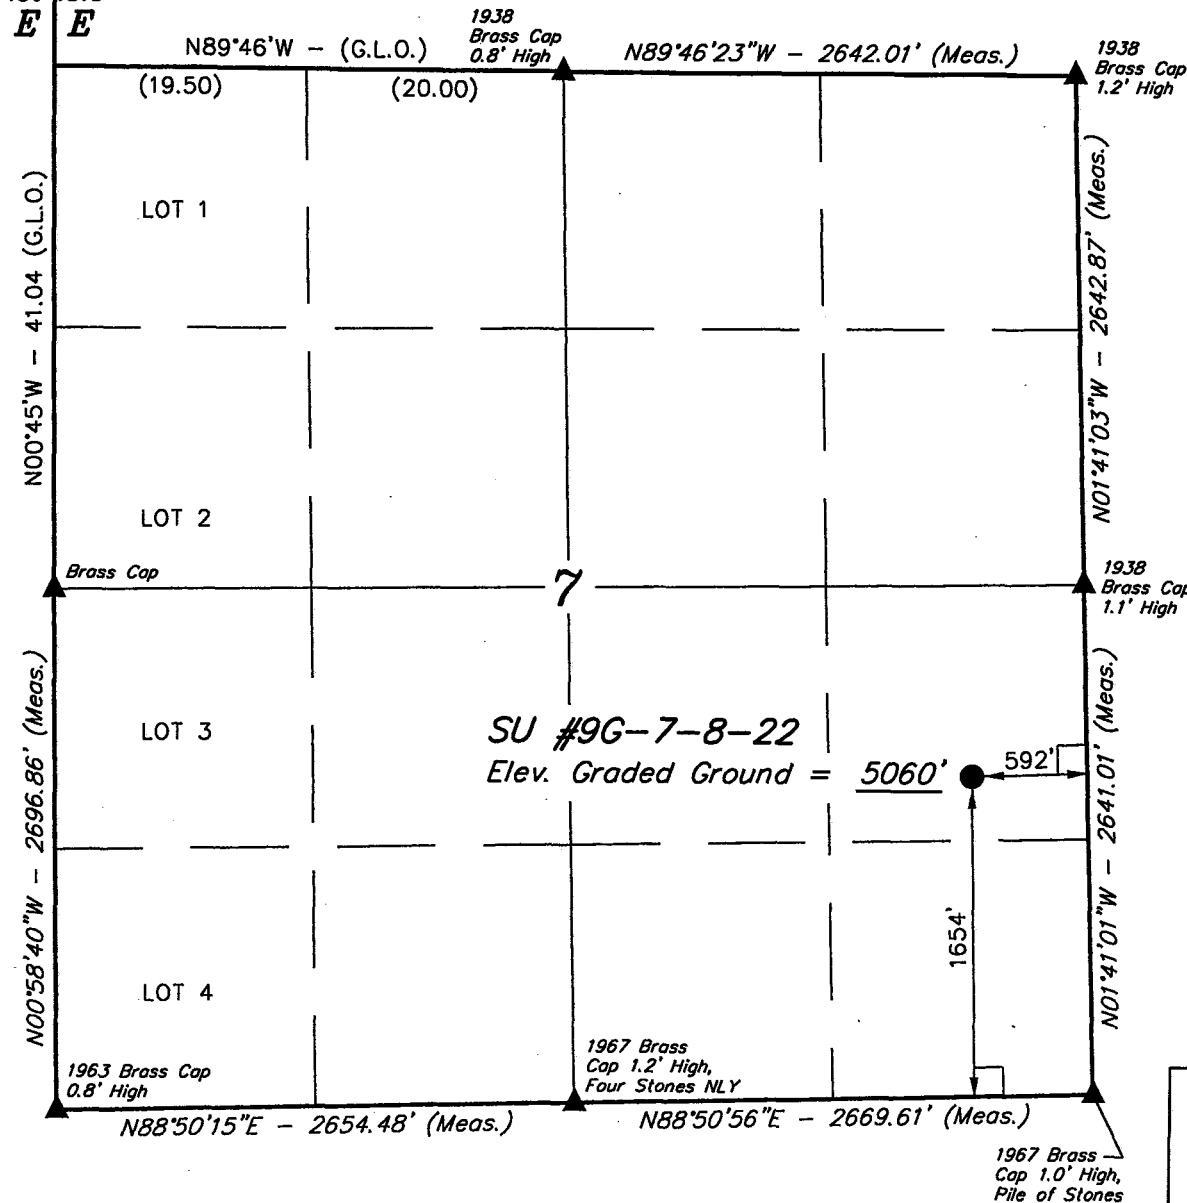 E E
N89°46'W - (G.L.O.)
1938
Brass Cap
0.8' High
N89°46'23"W - 2642.01' (Meas.)
1938
Brass Cap
1.2' High
(19.50)
(20.00)
LOT 1
N00°45'W - 41.04 (G.L.O.)
N01°41'03"W - 2642.87' (Meas.)
LOT 2
Brass Cap
7
1938
Brass Cap
1.1' High
LOT 3
SU #9G-7-8-22
Elev. Graded Ground = 5060'
592'
N00°58'40"W - 2696.86' (Meas.)
N01°41'01"W - 2641.01' (Meas.)
1654'
LOT 4
1963 Brass Cap
0.8' High
1967 Brass
Cap 1.2' High,
Four Stones NLY
N88°50'15"E - 2654.48' (Meas.)
N88°50'56"E - 2669.61' (Meas.)
1967 Brass
Cap 1.0' High,
Pile of Stones